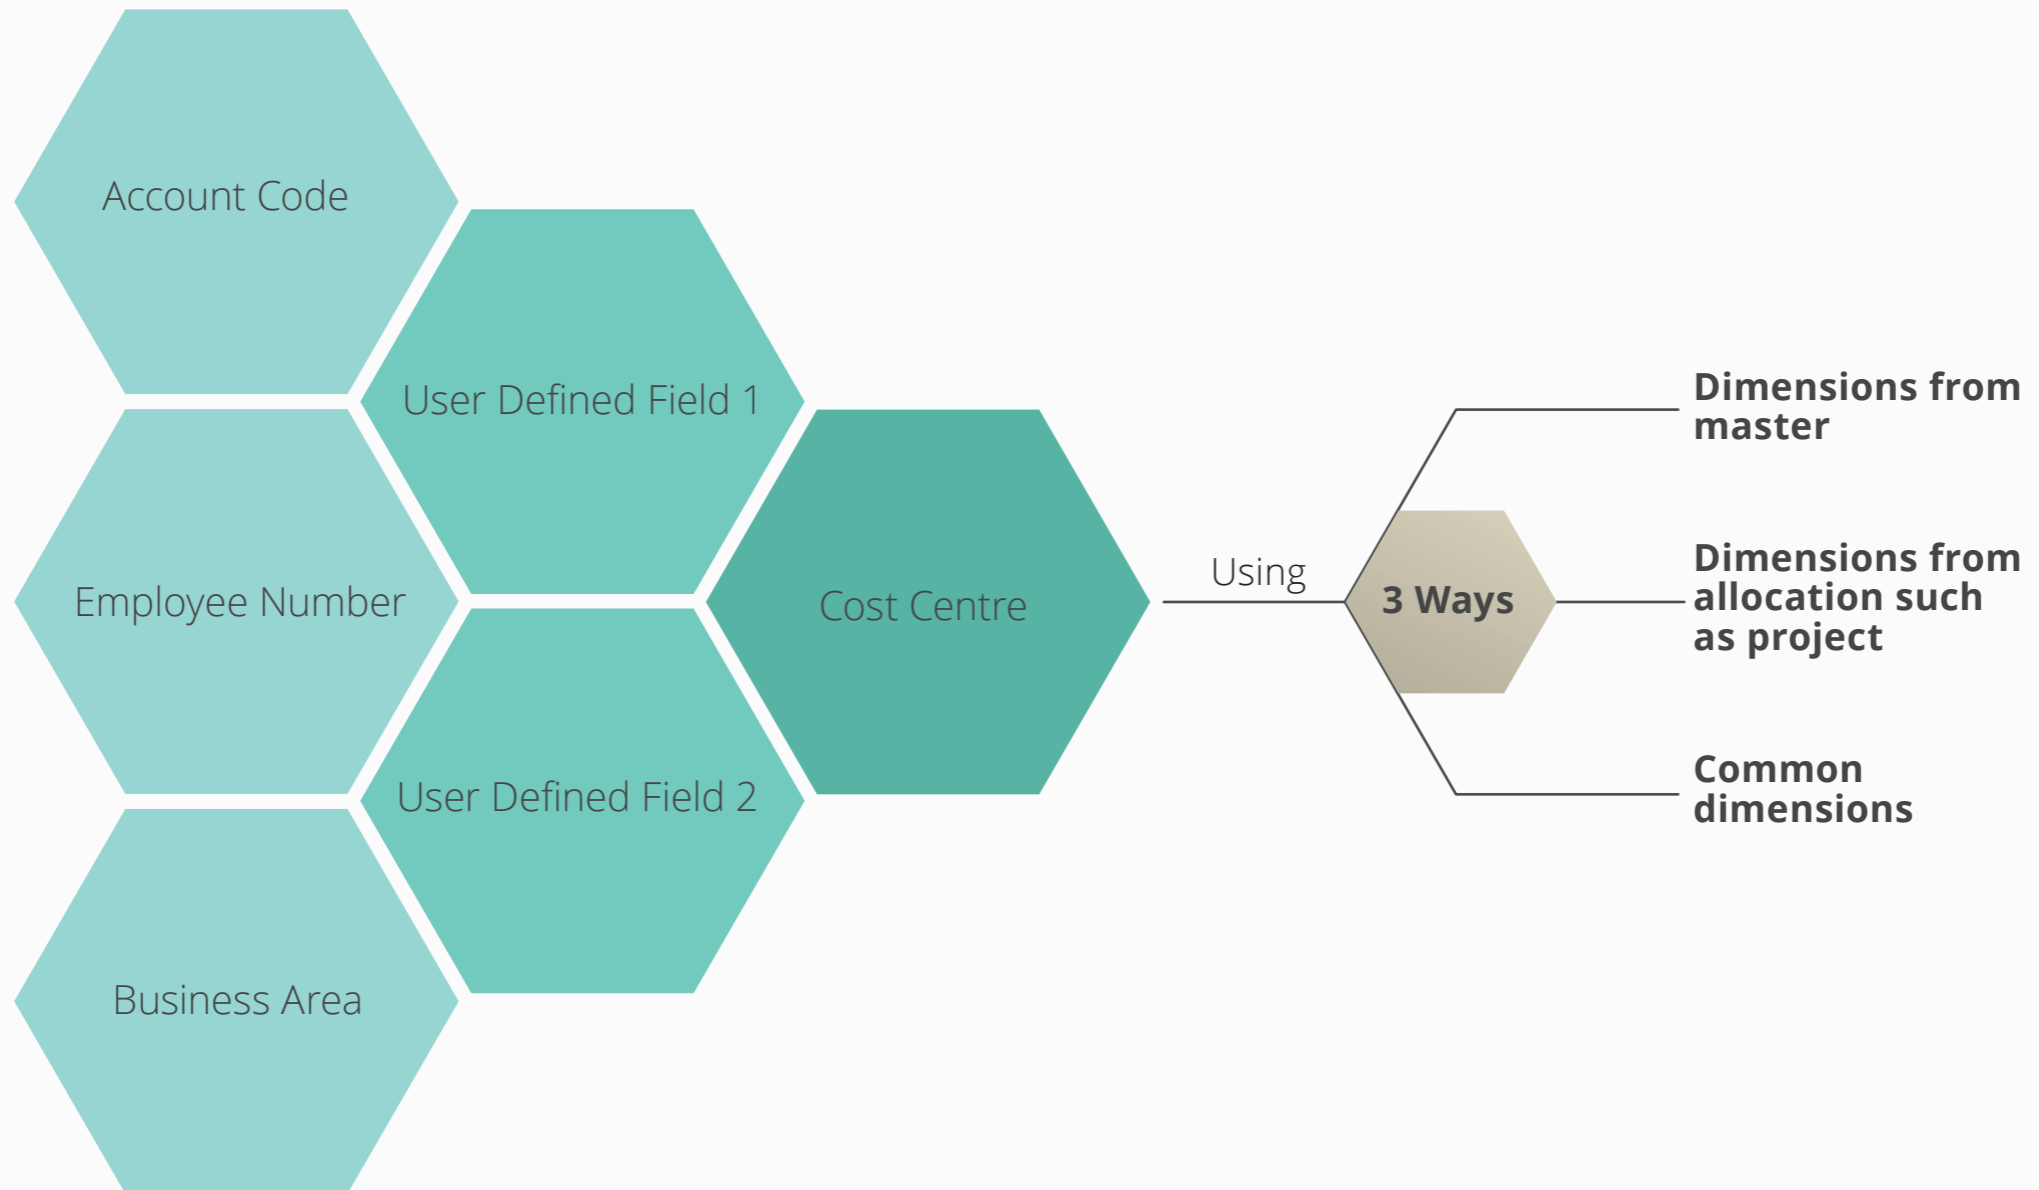 Account Code
User Defined Field 1
Employee Number
Cost Centre
User Defined Field 2
Business Area
Using
3 Ways
Dimensions from
master
Dimensions from
allocation such
as project
Common
dimensions